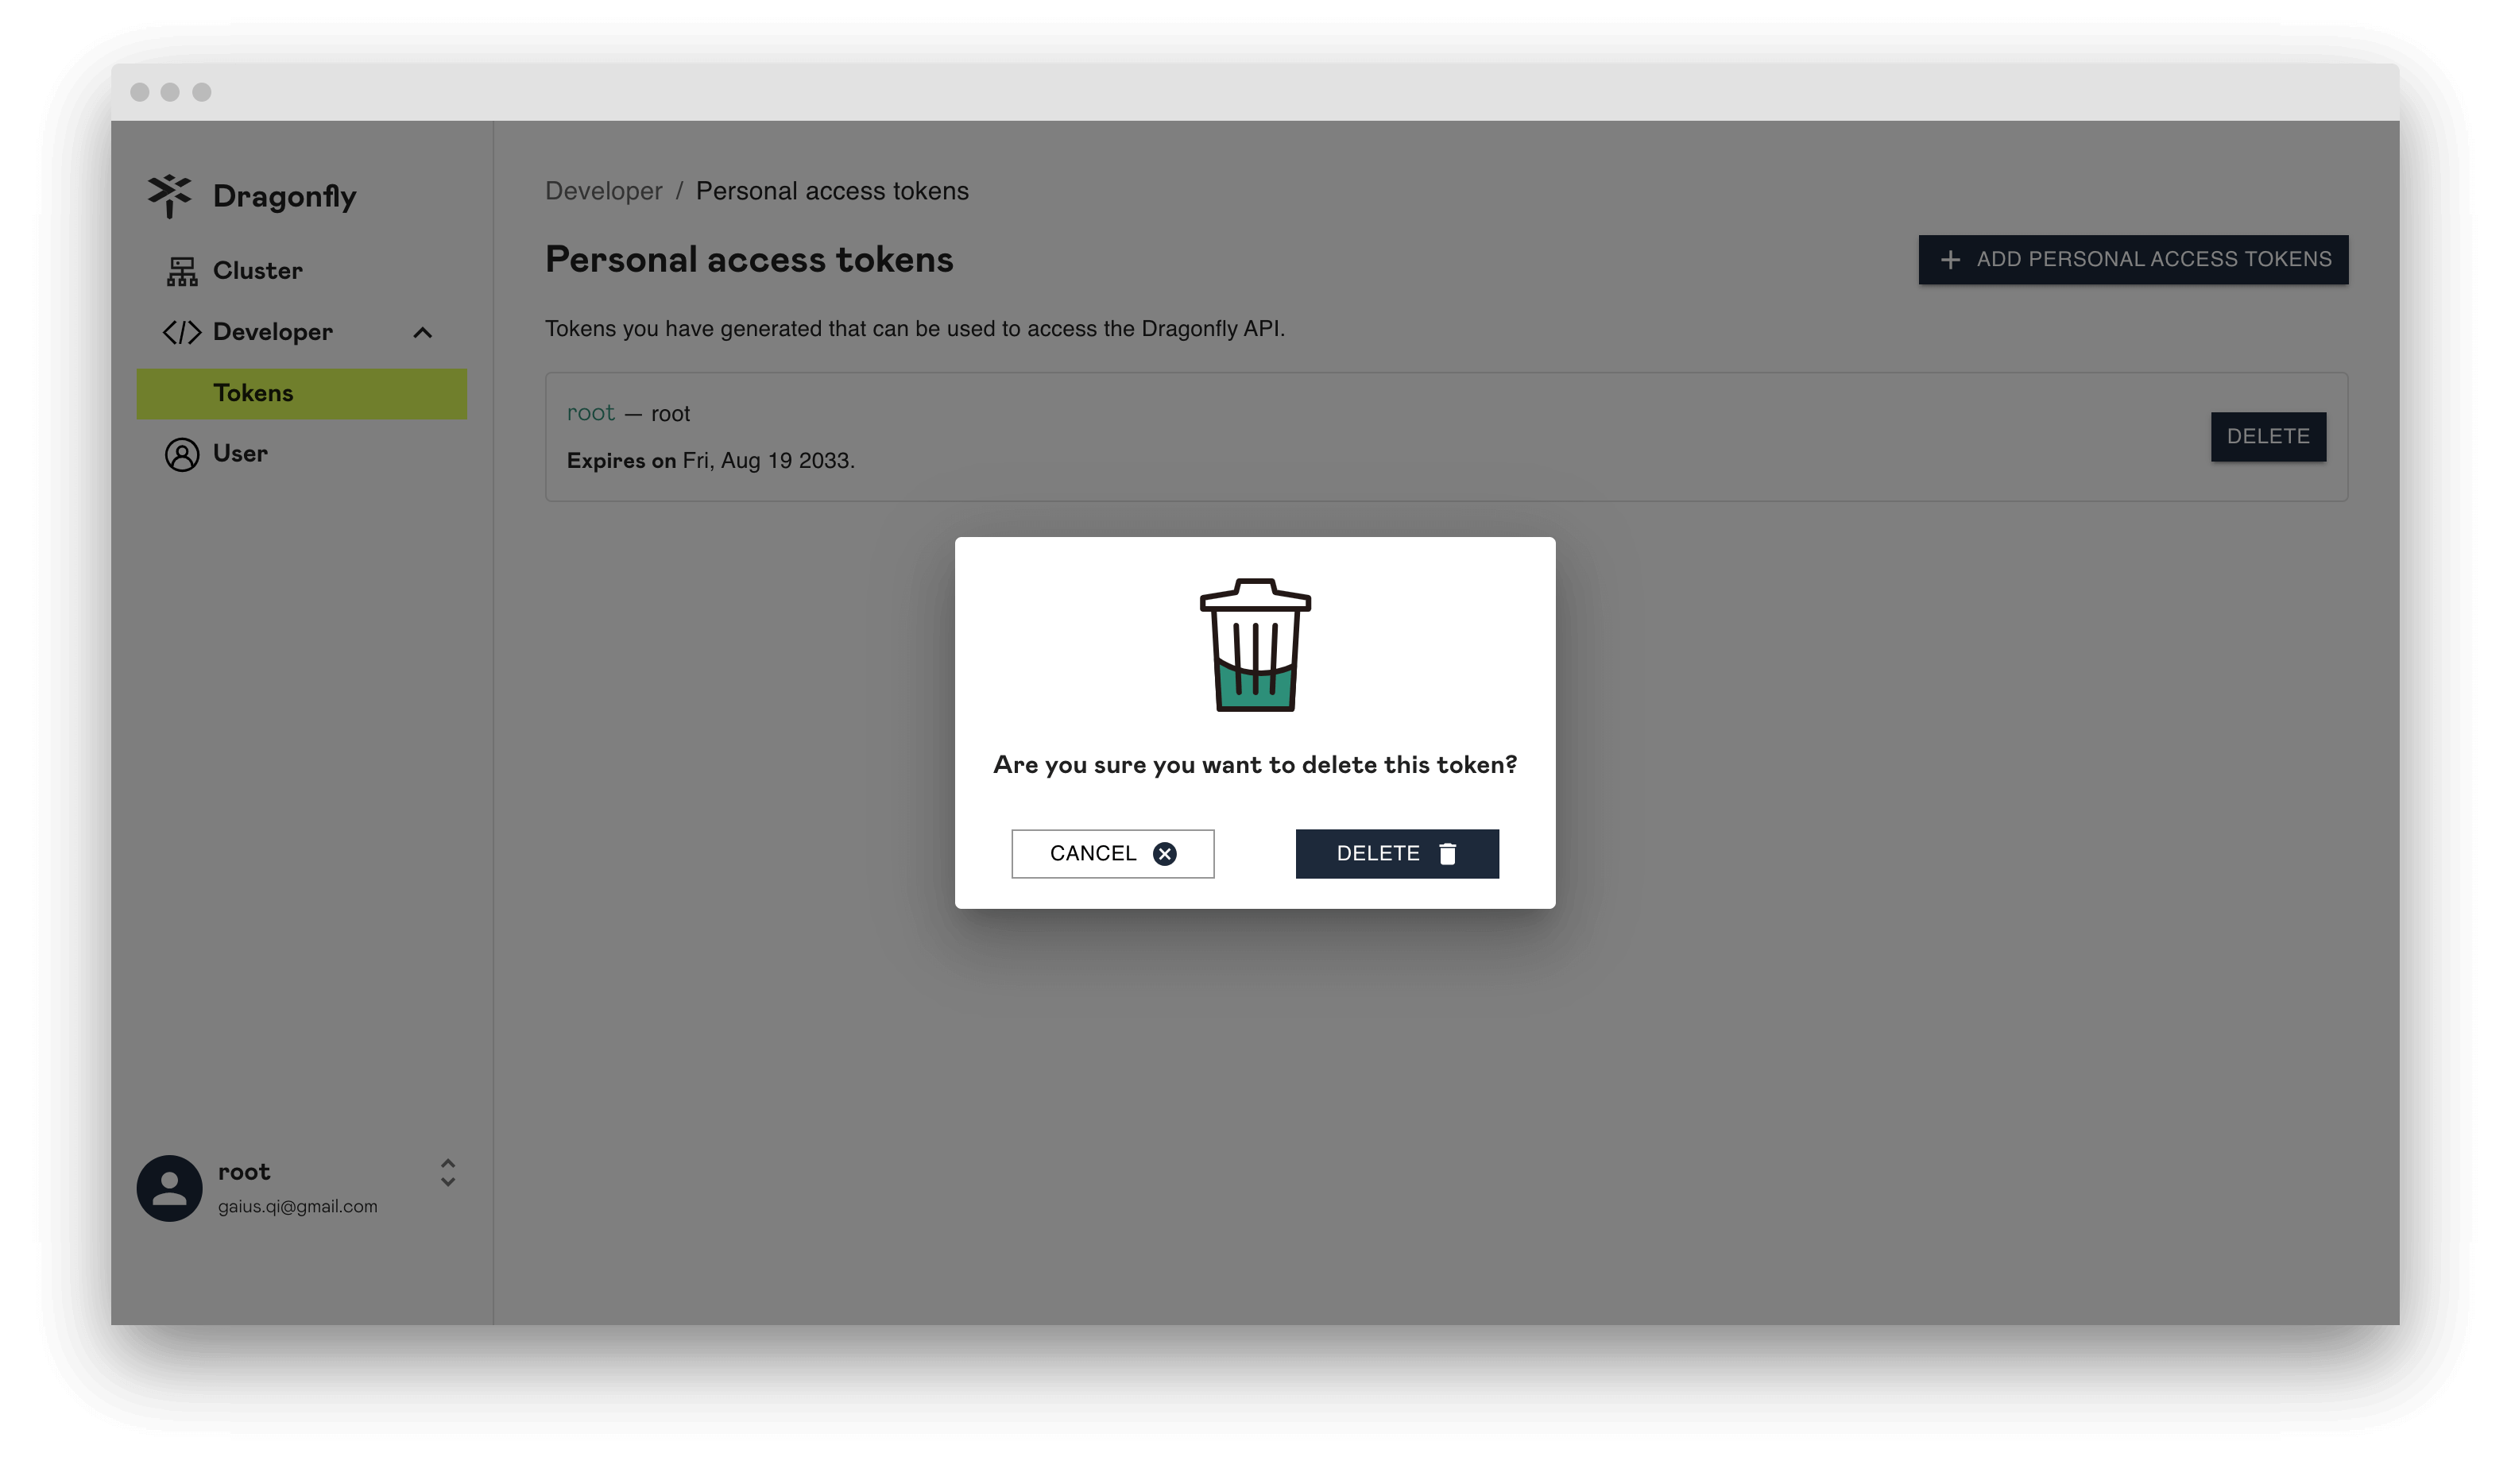 Dragonfly
Cluster
Developer
Tokens
User
root
gaius.qi@gmail.com
Developer / Personal access tokens
Personal access tokens
ADD PERSONAL ACCESS TOKENS
Tokens you have generated that can be used to access the Dragonfly API.
root — root
Expires on Fri, Aug 19 2033.
DELETE
Are you sure you want to delete this token?
CANCEL
DELETE